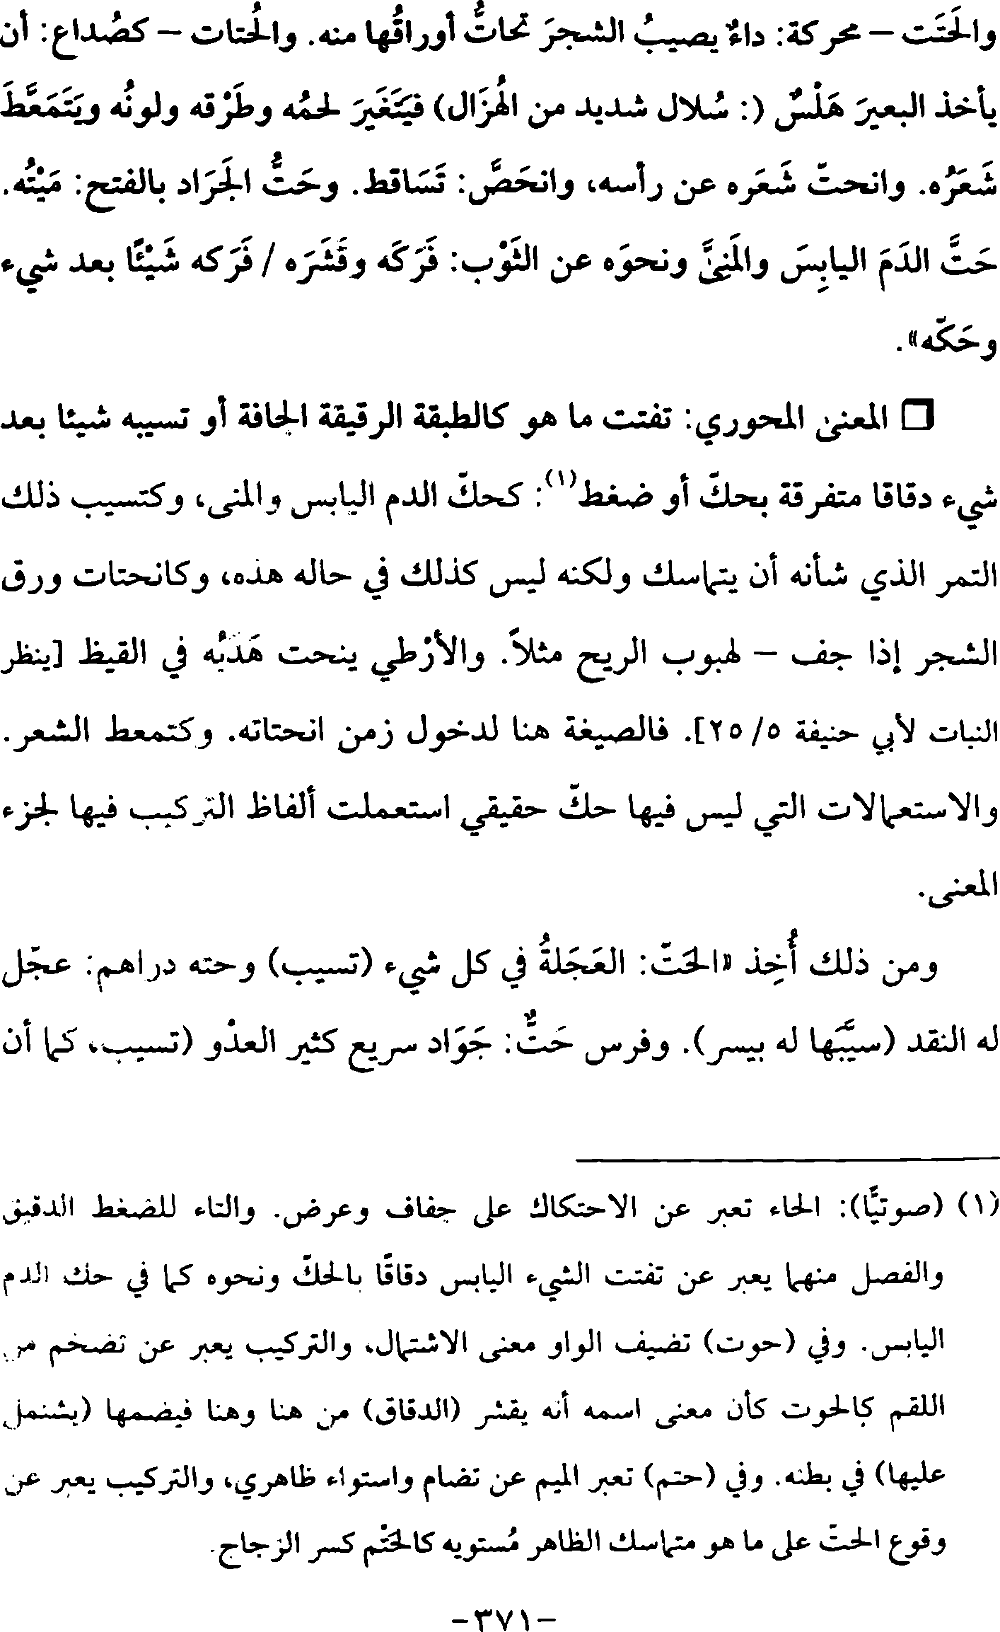 والحَتَت – محركة: داءٌ يصيبُ الشجرَ تحاتُّ أوراقُها منه. والُحتات – كصُداع: أن
يأخذ البعيرَ هَلْسٌ (: سُلال شديد من الهُزَال) فيَتَغَيرَ لحمُه وطَرْقه ولونُه ويَتَمَعَّطَ
شَعَرُه. وانحتّ شَعَره عن رأسه، وانحَصَّ: تَسَاقط. وحَتُّ الجَرَاد بالفتح: مَيْتُه.
حَتَّ الدَمَ اليابِسَ والمَنِىَّ ونحوَه عن الثَوْب: فَرَكَه وقَشَرَه / فَرَكه شَيْئًا بعد شيء
وحَكّه».
❒ المعنى المحوري: تفتت ما هو كالطبقة الرقيقة الجافة أو تسيبه شيئا بعد
شيء دقاقا متفرقة بحكّ أو ضغط(١): كحكّ الدم اليابس والمنى، وكتسيب ذلك
التمر الذي شأنه أن يتماسك ولكنه ليس كذلك في حاله هذه، وكانحتات ورق
الشجر إذا جف – لهبوب الريح مثلاً. والأرْطي ينحت هَدَبُه في القيظ [ينظر
النبات لأبي حنيفة ٥/ ٢٥]. فالصيغة هنا لدخول زمن انحتاته. وكتمعط الشعر.
والاستعمالات التي ليس فيها حكّ حقيقي استعملت ألفاظ التركيب فيها لجزء
المعنى.
ومن ذلك أُخِذ «الحَتّ: العَجَلةُ في كل شيء (تسيب) وحته دراهم: عجّل
له النقد (سيَّبَها له بيسر). وفرس حَتٌّ: جَوَاد سريع كثير العدْو (تسيب، كما أن
(١) (صوتيًّا): الحاء تعبر عن الاحتكاك على جفاف وعرض. والتاء للضغط الدقيق
والفصل منهما يعبر عن تفتت الشيء اليابس دقاقًا بالحكّ ونحوه كما في حك الدم
اليابس. وفي (حوت) تضيف الواو معنى الاشتمال، والتركيب يعبر عن تضخم من
اللقم كالحوت كأن معنى اسمه أنه يقشر (الدقاق) من هنا وهنا فيضمها (يشتمل
عليها) في بطنه. وفي (حتم) تعبر الميم عن تضام واستواء ظاهري، والتركيب يعبر عن
وقوع الحتّ على ما هو متماسك الظاهر مُستويه كالحَتْم كسر الزجاج.
-٣٧١-